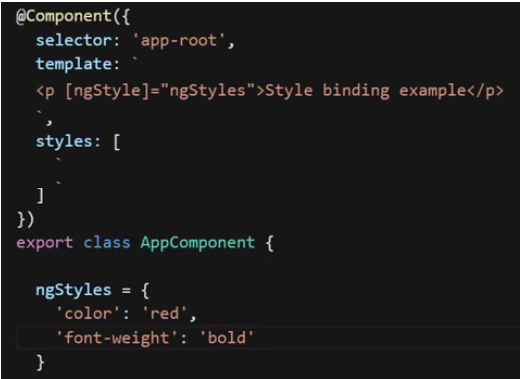 @Component({
  selector: 'app-root',
  template: `
  <p [ngStyle]="ngStyles">Style binding example</p>
  `,
  styles: [
    `
    `
  ]
})
export class AppComponent {
  ngStyles = {
    'color': 'red',
    'font-weight': 'bold'
  }